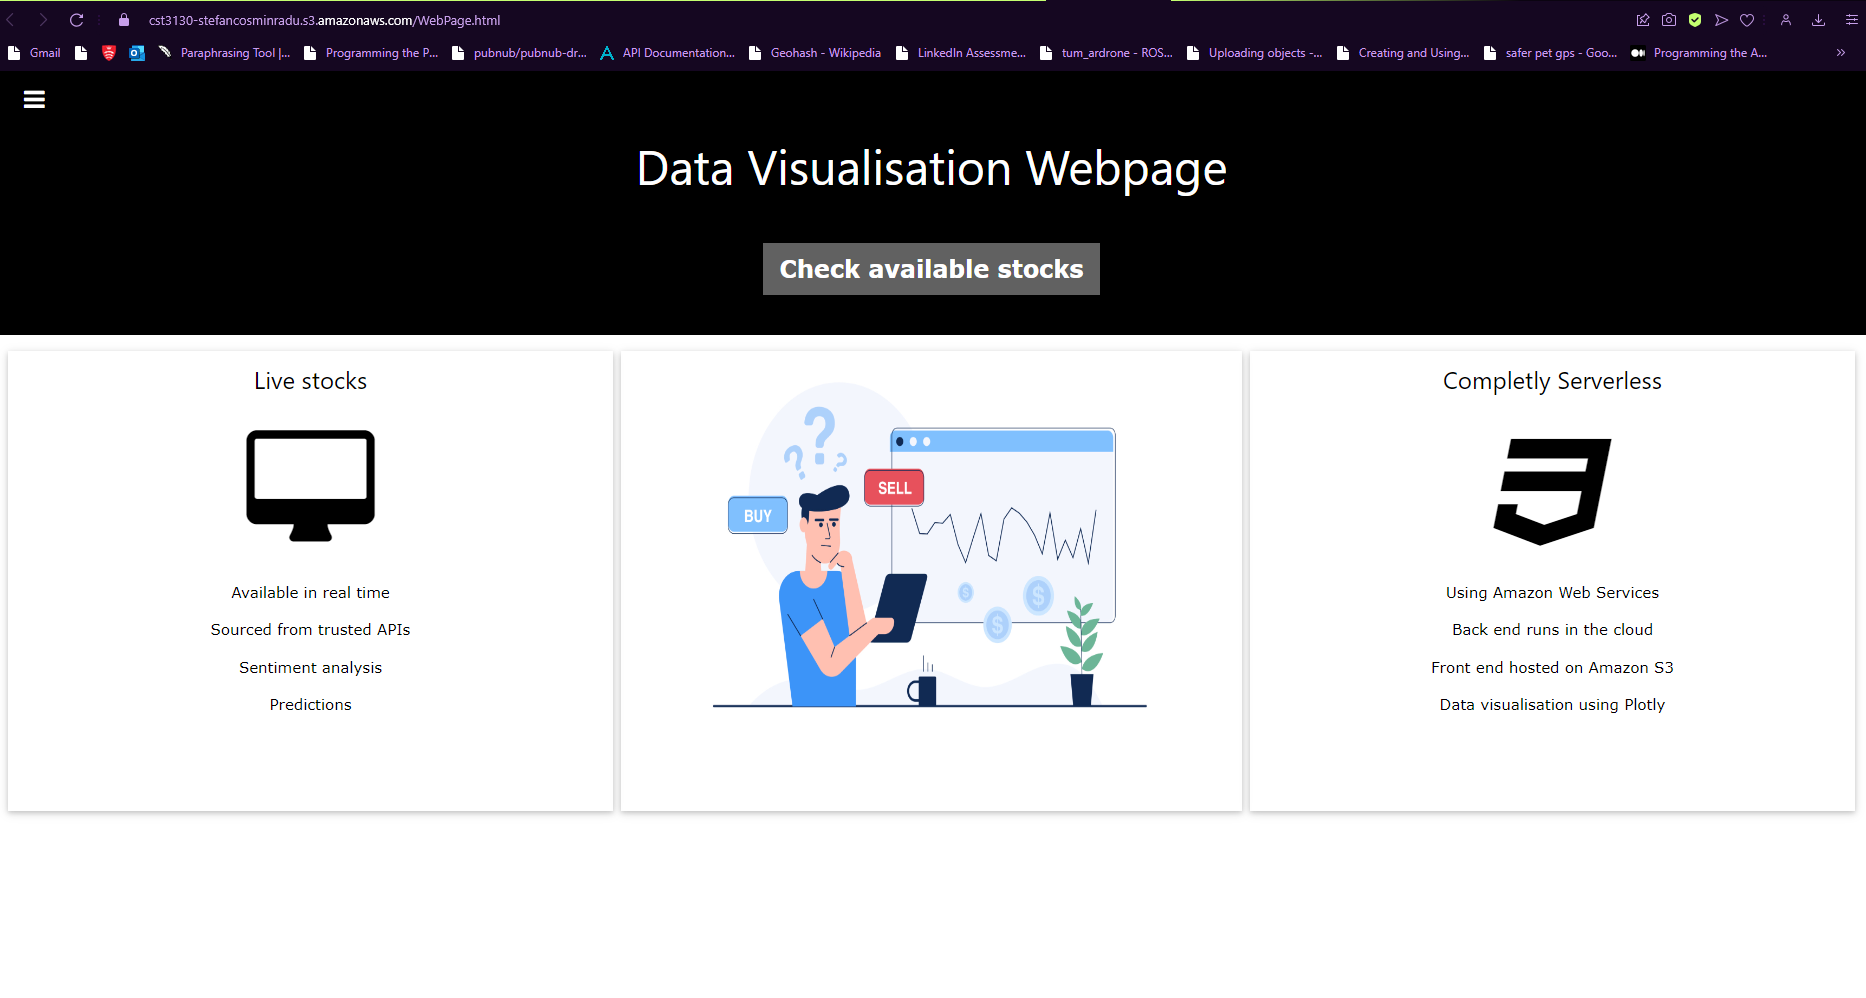 cst3130-stefancosminradu.s3.amazonaws.com/WebPage.html
Gmail Paraphrasing Tool |... Programming the P... pubnub/pubnub-dr... API Documentation... Geohash - Wikipedia LinkedIn Assessme... tum_ardrone - ROS... Uploading objects -... Creating and Using... safer pet gps - Goo... Programming the A... »
Data Visualisation Webpage
Check available stocks
Live stocks
Available in real time
Sourced from trusted APIs
Sentiment analysis
Predictions
SELL
BUY
$
$
$
Completly Serverless
Using Amazon Web Services
Back end runs in the cloud
Front end hosted on Amazon S3
Data visualisation using Plotly